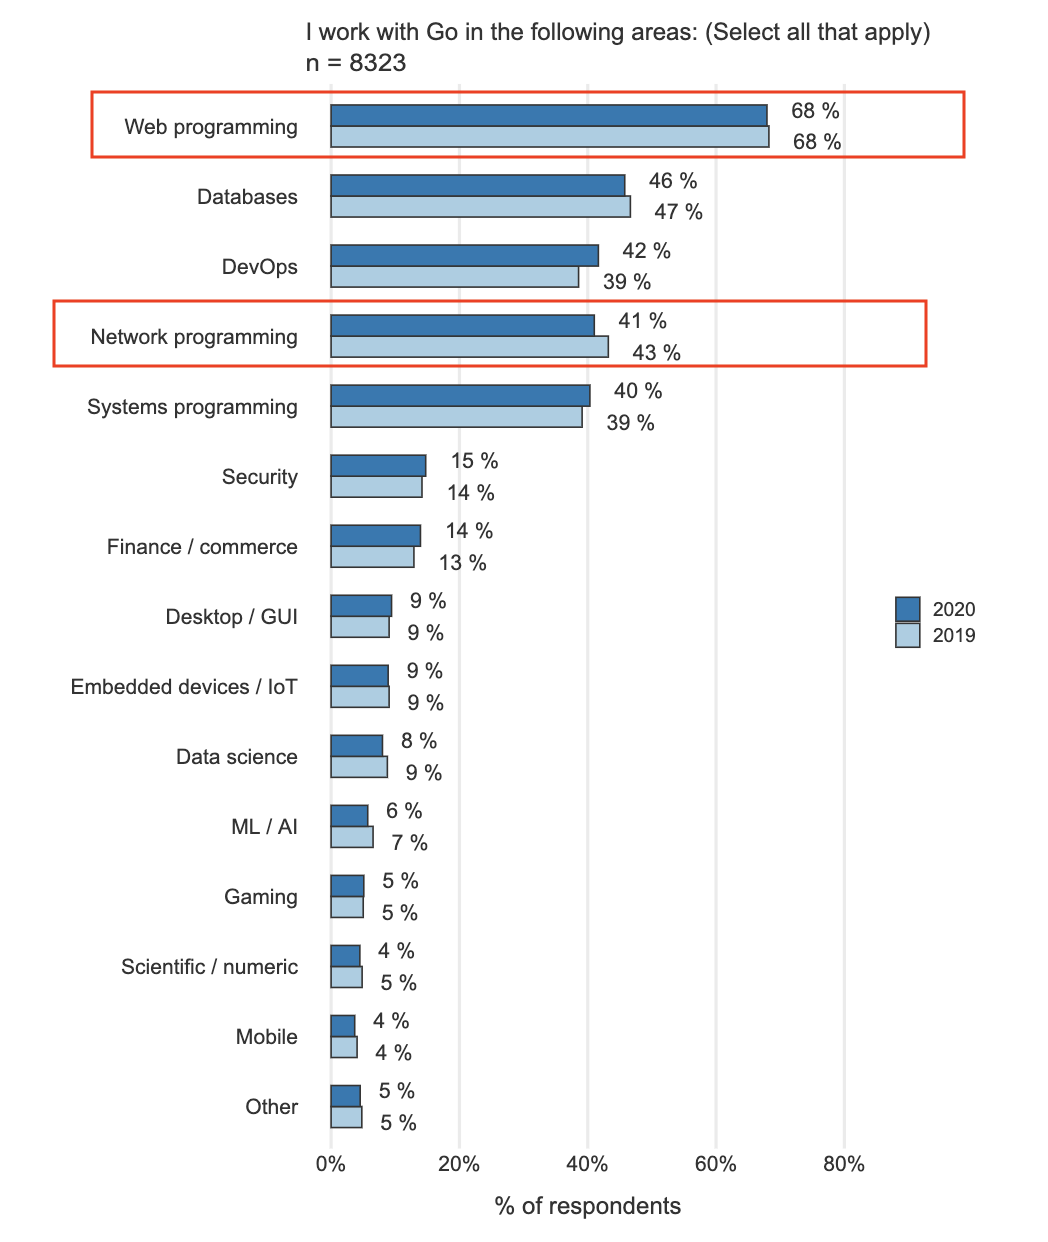 I work with Go in the following areas: (Select all that apply)
n = 8323
Web programming
68 %
68 %
Databases
46 %
47 %
DevOps
42 %
39 %
Network programming
41 %
43 %
Systems programming
40 %
39 %
Security
15 %
14 %
Finance / commerce
14 %
13 %
Desktop / GUI
9 %
9 %
Embedded devices / IoT
9 %
9 %
Data science
8 %
9 %
ML / AI
6 %
7 %
Gaming
5 %
5 %
Scientific / numeric
4 %
5 %
Mobile
4 %
4 %
Other
5 %
5 %
2020
2019
0% 20% 40% 60% 80%
% of respondents